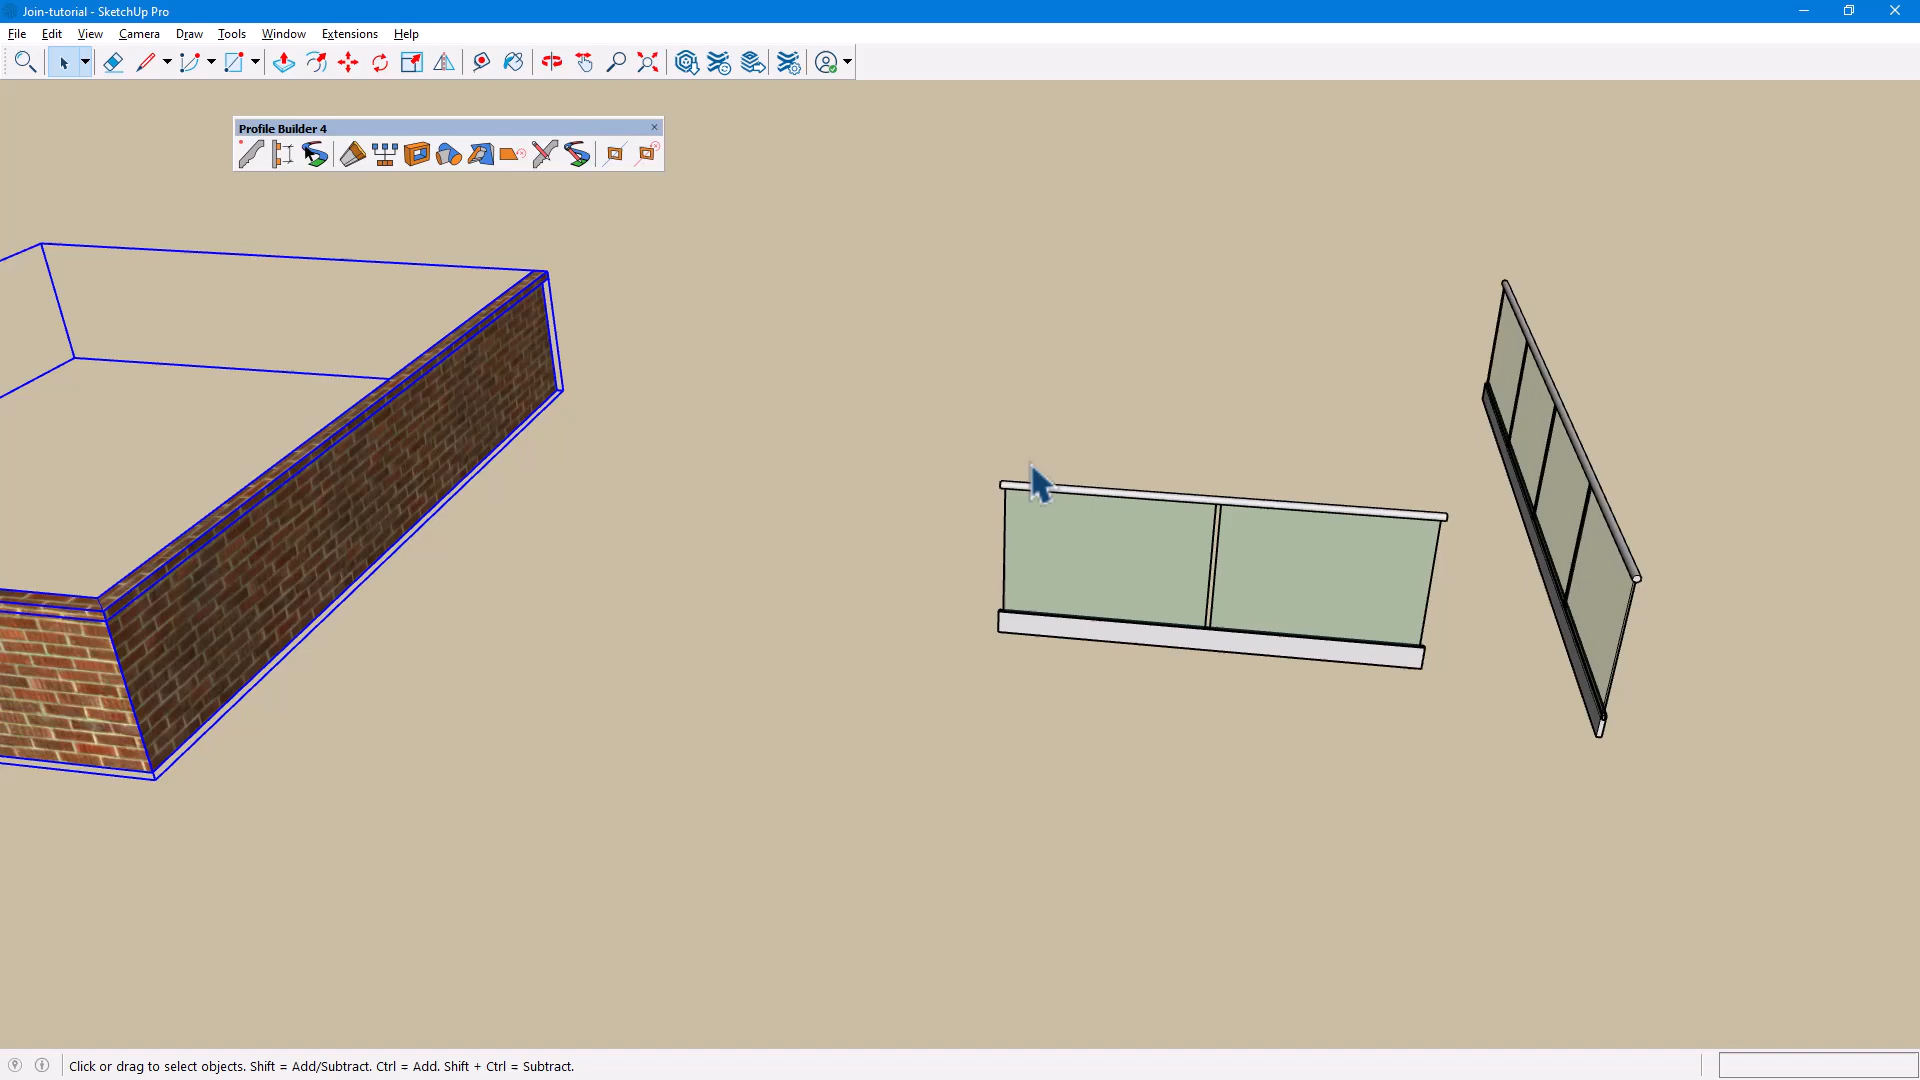 Join-tutorial - SketchUp Pro
File Edit View Camera Draw Tools Window Extensions Help
Profile Builder 4
Click or drag to select objects. Shift = Add/Subtract. Ctrl = Add. Shift + Ctrl = Subtract.